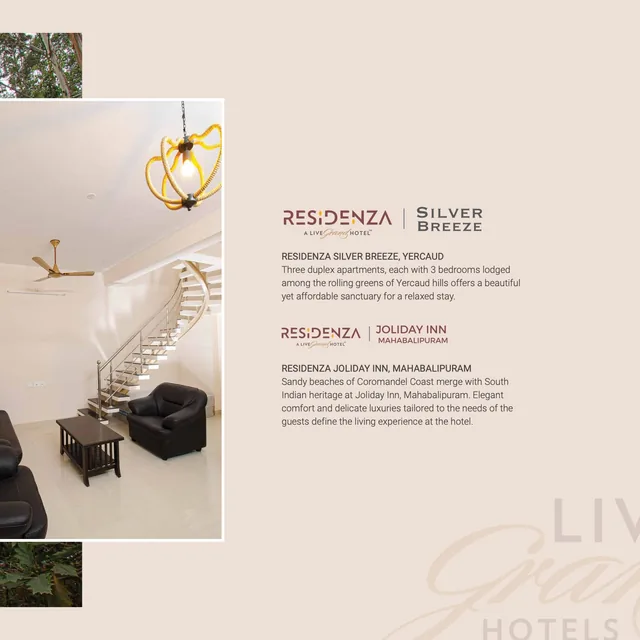 RESIDENZA
A LIVE Grand HOTEL
SILVER
BREEZE
RESIDENZA SILVER BREEZE, YERCAUD
Three duplex apartments, each with 3 bedrooms lodged
among the rolling greens of Yercaud hills offers a beautiful
yet affordable sanctuary for a relaxed stay.
RESIDENZA
A LIVE Grand HOTEL
JOLIDAY INN
MAHABALIPURAM
RESIDENZA JOLIDAY INN, MAHABALIPURAM
Sandy beaches of Coromandel Coast merge with South
Indian heritage at Joliday Inn, Mahabalipuram. Elegant
comfort and delicate luxuries tailored to the needs of the
guests define the living experience at the hotel.
LIV
Gran
HOTELS